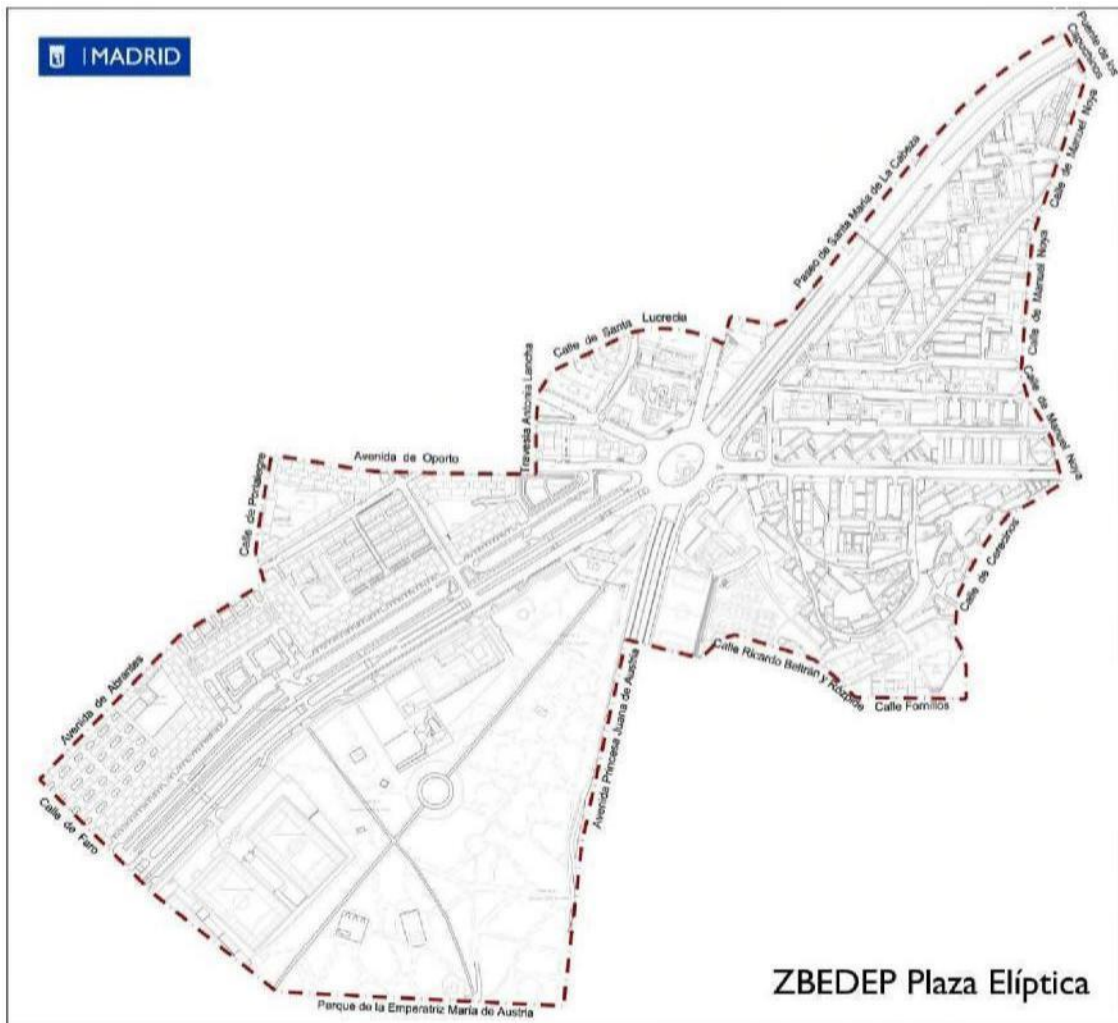 MADRID
Puente de los
Capuchinos
Calle de Manuel Noya
Paseo de Santa María de La Cabeza
Calle de Manuel Noya
Calle de Santa Lucrecia
Travesía Antonia Lancha
Calle de Manuel Noya
Avenida de Oporto
Calle de Portalegre
Calle de Cerecinos
Calle Ricardo Beltrán y Rózpide
Calle Fornillos
Avenida de Abrantes
Avenida Princesa Juana de Austria
Calle de Faro
Parque de la Emperatriz María de Austria
ZBEDEP Plaza Elíptica